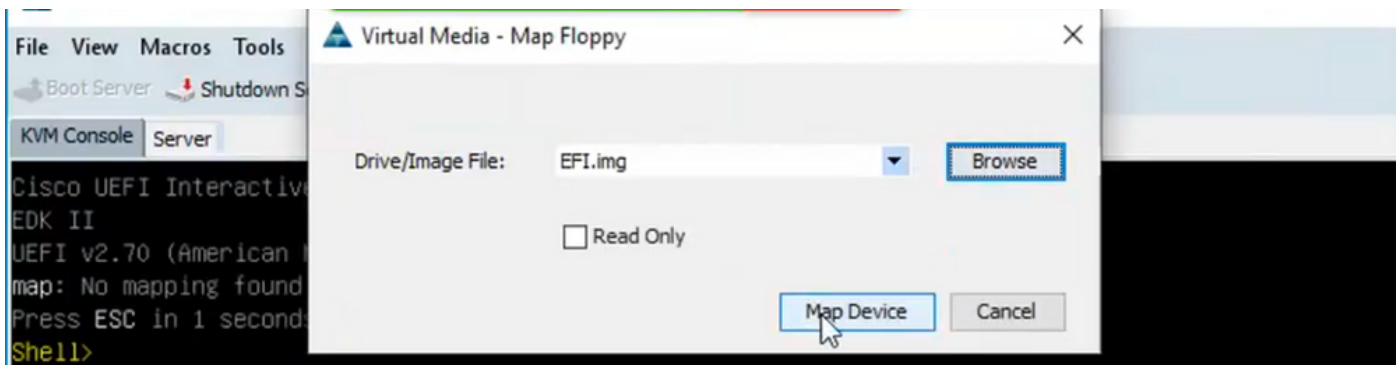 Virtual Media - Map Floppy
File View Macros Tools
Boot Server Shutdown
KVM Console Server
Drive/Image File: EFI.img Browse
Read Only
Map Device Cancel
Cisco UEFI
EDK II
UEFI v2.70 (American
map: No mapping found
Press ESC in 1
Shell>